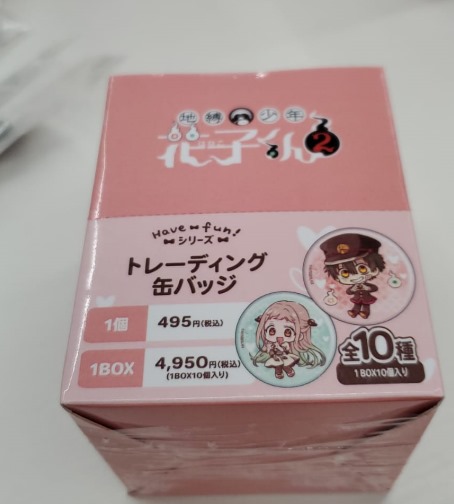 地縛少年
花子くん2
Have fun!
シリーズ
トレーディング
缶バッジ
1個 495円(税込)
1BOX 4,950円(税込)
(1BOX10個入り)
全10種
1BOX10個入り